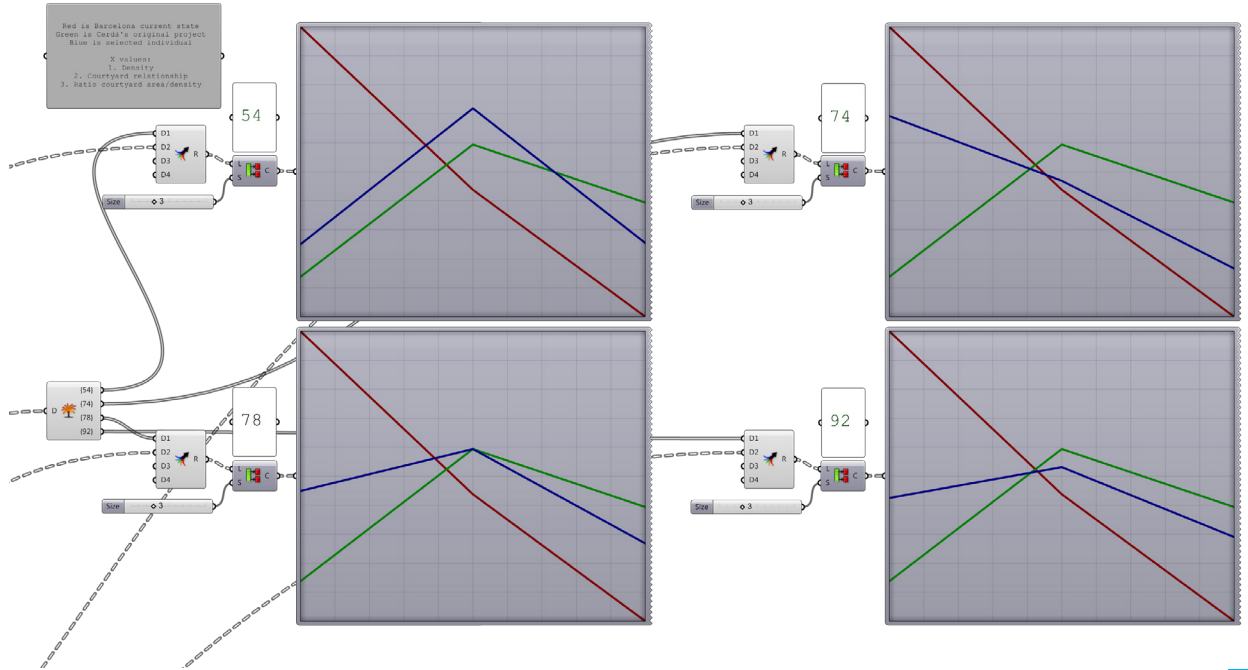 Red is Barcelona current state
Green is Cerdà's original project
Blue is selected individual
X values:
1. Density
2. Courtyard relationship
3. Ratio courtyard area/density
54
D1
D2
D3
D4
R
L
S
C
Size
3
74
D1
D2
D3
D4
R
L
S
C
Size
3
D
{54}
{74}
{78}
{92}
78
D1
D2
D3
D4
R
L
S
C
Size
3
92
D1
D2
D3
D4
R
L
S
C
Size
3